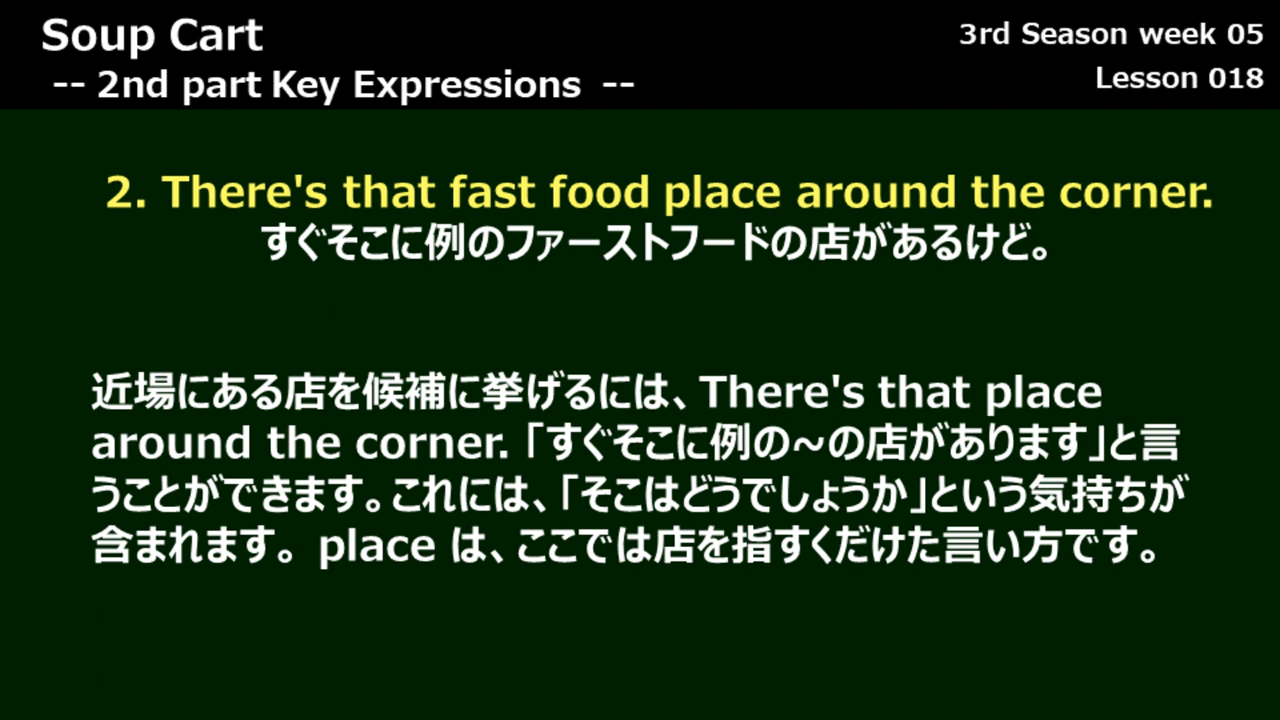 Soup Cart
3rd Season week 05
-- 2nd part Key Expressions --
Lesson 018
2. There's that fast food place around the corner.
すぐそこに例のファーストフードの店があるけど。
近場にある店を候補に挙げるには、There's that place
around the corner.「すぐそこに例の~の店があります」と言
うことができます。これには、「そこはどうでしょうか」という気持ちが
含まれます。 place は、ここでは店を指すくだけた言い方です。